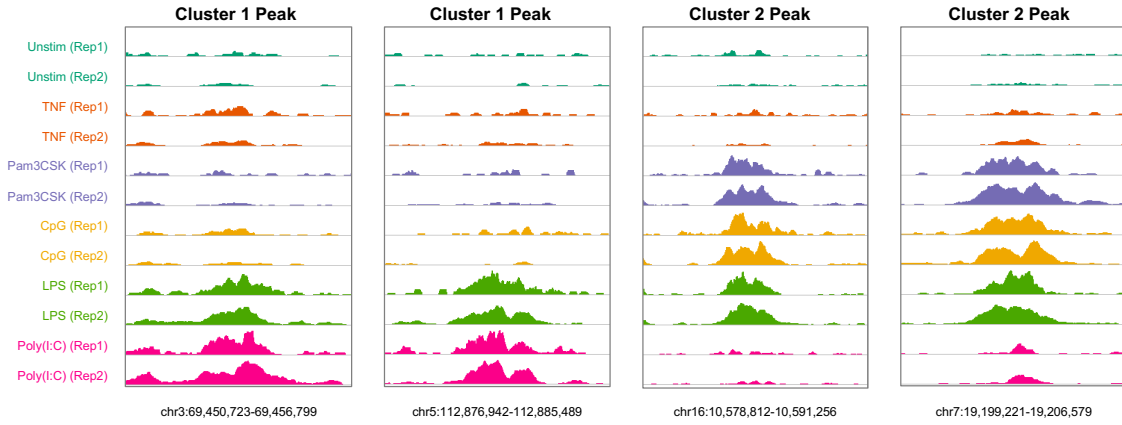 Cluster 1 Peak
Cluster 1 Peak
Cluster 2 Peak
Cluster 2 Peak
Unstim (Rep1)
Unstim (Rep2)
TNF (Rep1)
TNF (Rep2)
Pam3CSK (Rep1)
Pam3CSK (Rep2)
CpG (Rep1)
CpG (Rep2)
LPS (Rep1)
LPS (Rep2)
Poly(I:C) (Rep1)
Poly(I:C) (Rep2)
chr3:69,450,723-69,456,799
chr5:112,876,942-112,885,489
chr16:10,578,812-10,591,256
chr7:19,199,221-19,206,579